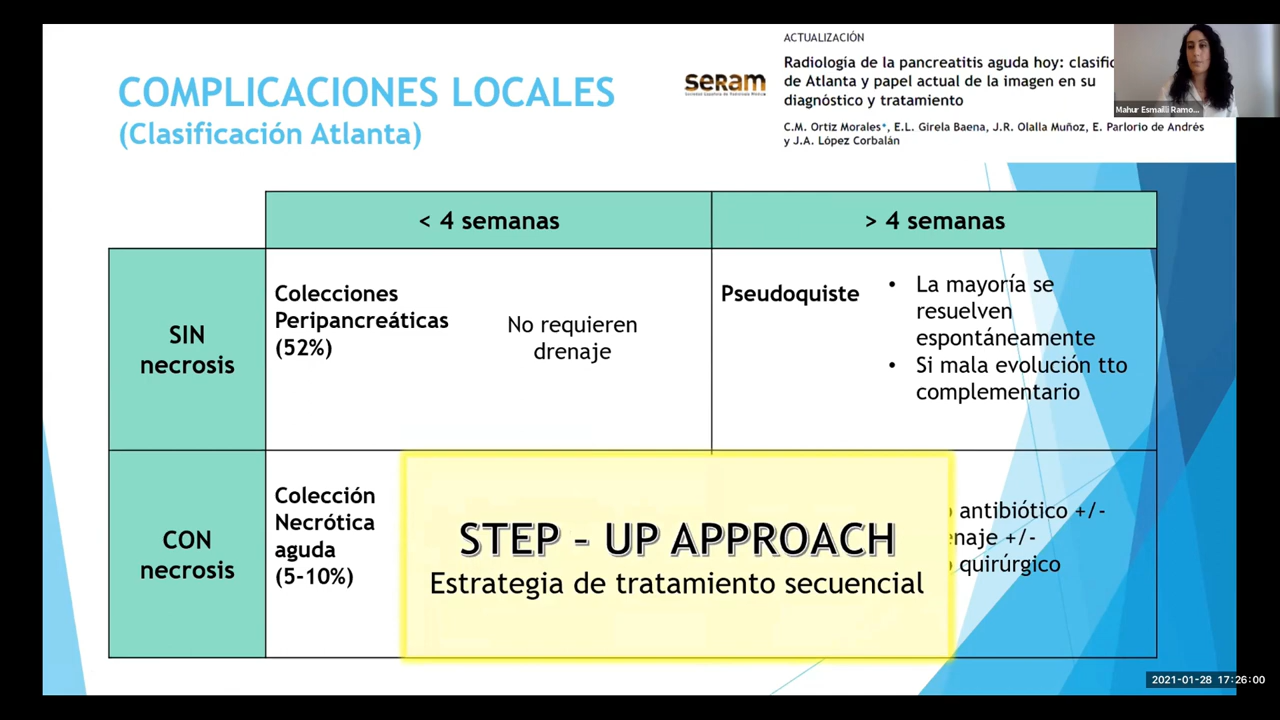 COMPLICACIONES LOCALES
(Clasificación Atlanta)
SERAM
ACTUALIZACIÓN
Radiología de la pancreatitis aguda hoy:
de Atlanta y papel actual de la imagen en su
diagnóstico y tratamiento
C.M. Ortiz Morales*, E.L. Girela Baena, J.R. Olalla Muñoz, E. Parlorio de Andrés
y J.A. López Corbalán
Mahur Esmailli Ramo...
< 4 semanas
> 4 semanas
SIN
necrosis
Colecciones
Peripancreáticas
(52%)
No requieren
drenaje
Pseudoquiste
• La mayoría se
resuelven
espontáneamente
• Si mala evolución tto
complementario
CON
necrosis
Colección
Necrótica
aguda
(5-10%)
STEP – UP APPROACH
Estrategia de tratamiento secuencial
antibiótico +/-
+/-
quirúrgico
2021-01-28 17:26:00